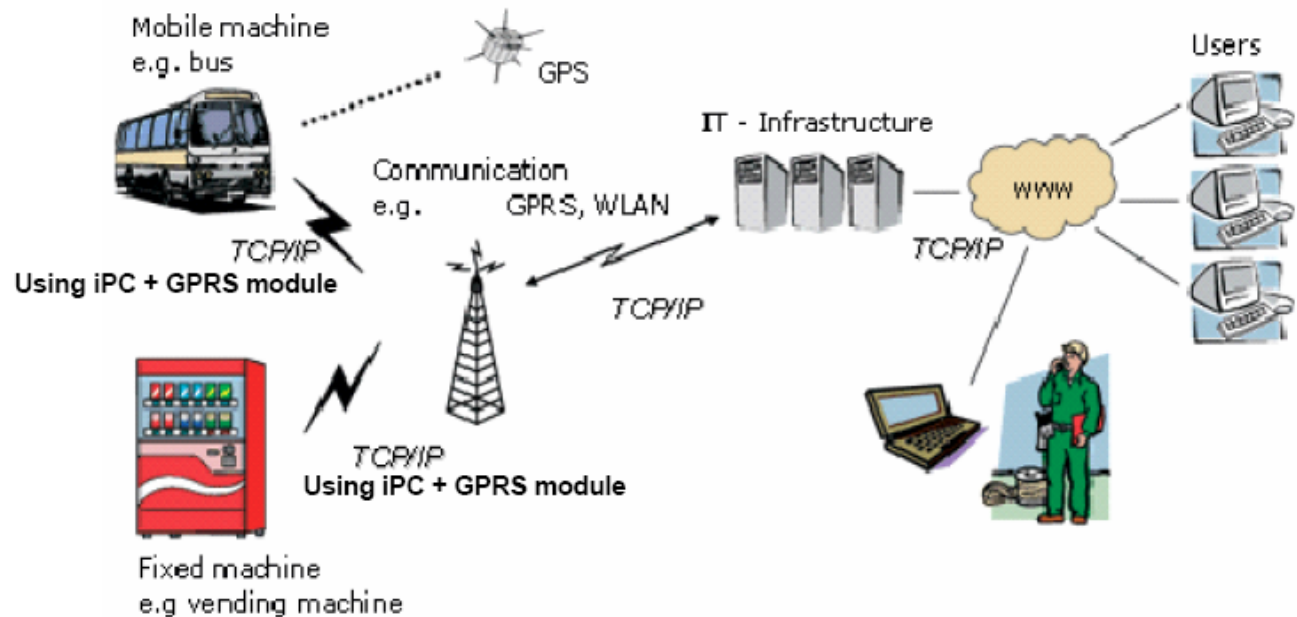 Mobile machine
e.g. bus
GPS
Users
IT - Infrastructure
Communication
e.g. GPRS, WLAN
WWW
TCP/IP
Using iPC + GPRS module
TCP/IP
TCP/IP
TCP/IP
Using iPC + GPRS module
Fixed machine
e.g vending machine